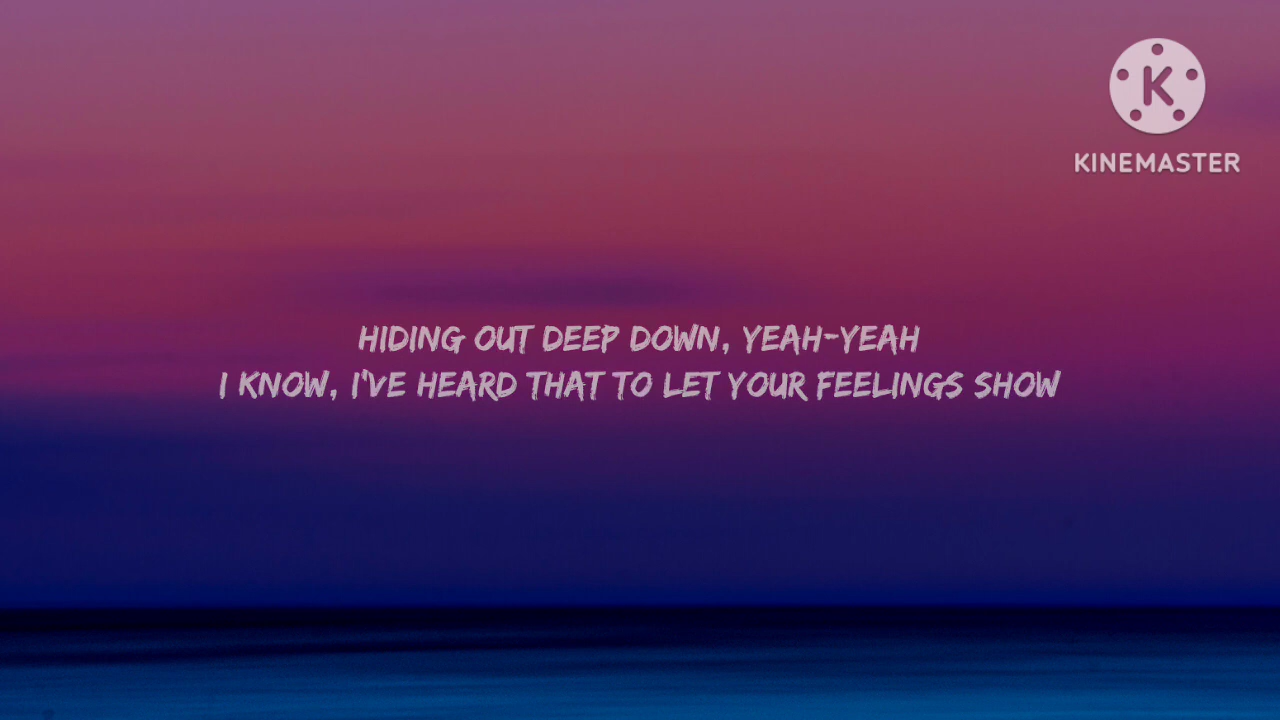 K
KINEMASTER
HIDING OUT DEEP DOWN, YEAH-YEAH
I KNOW, I'VE HEARD THAT TO LET YOUR FEELINGS SHOW